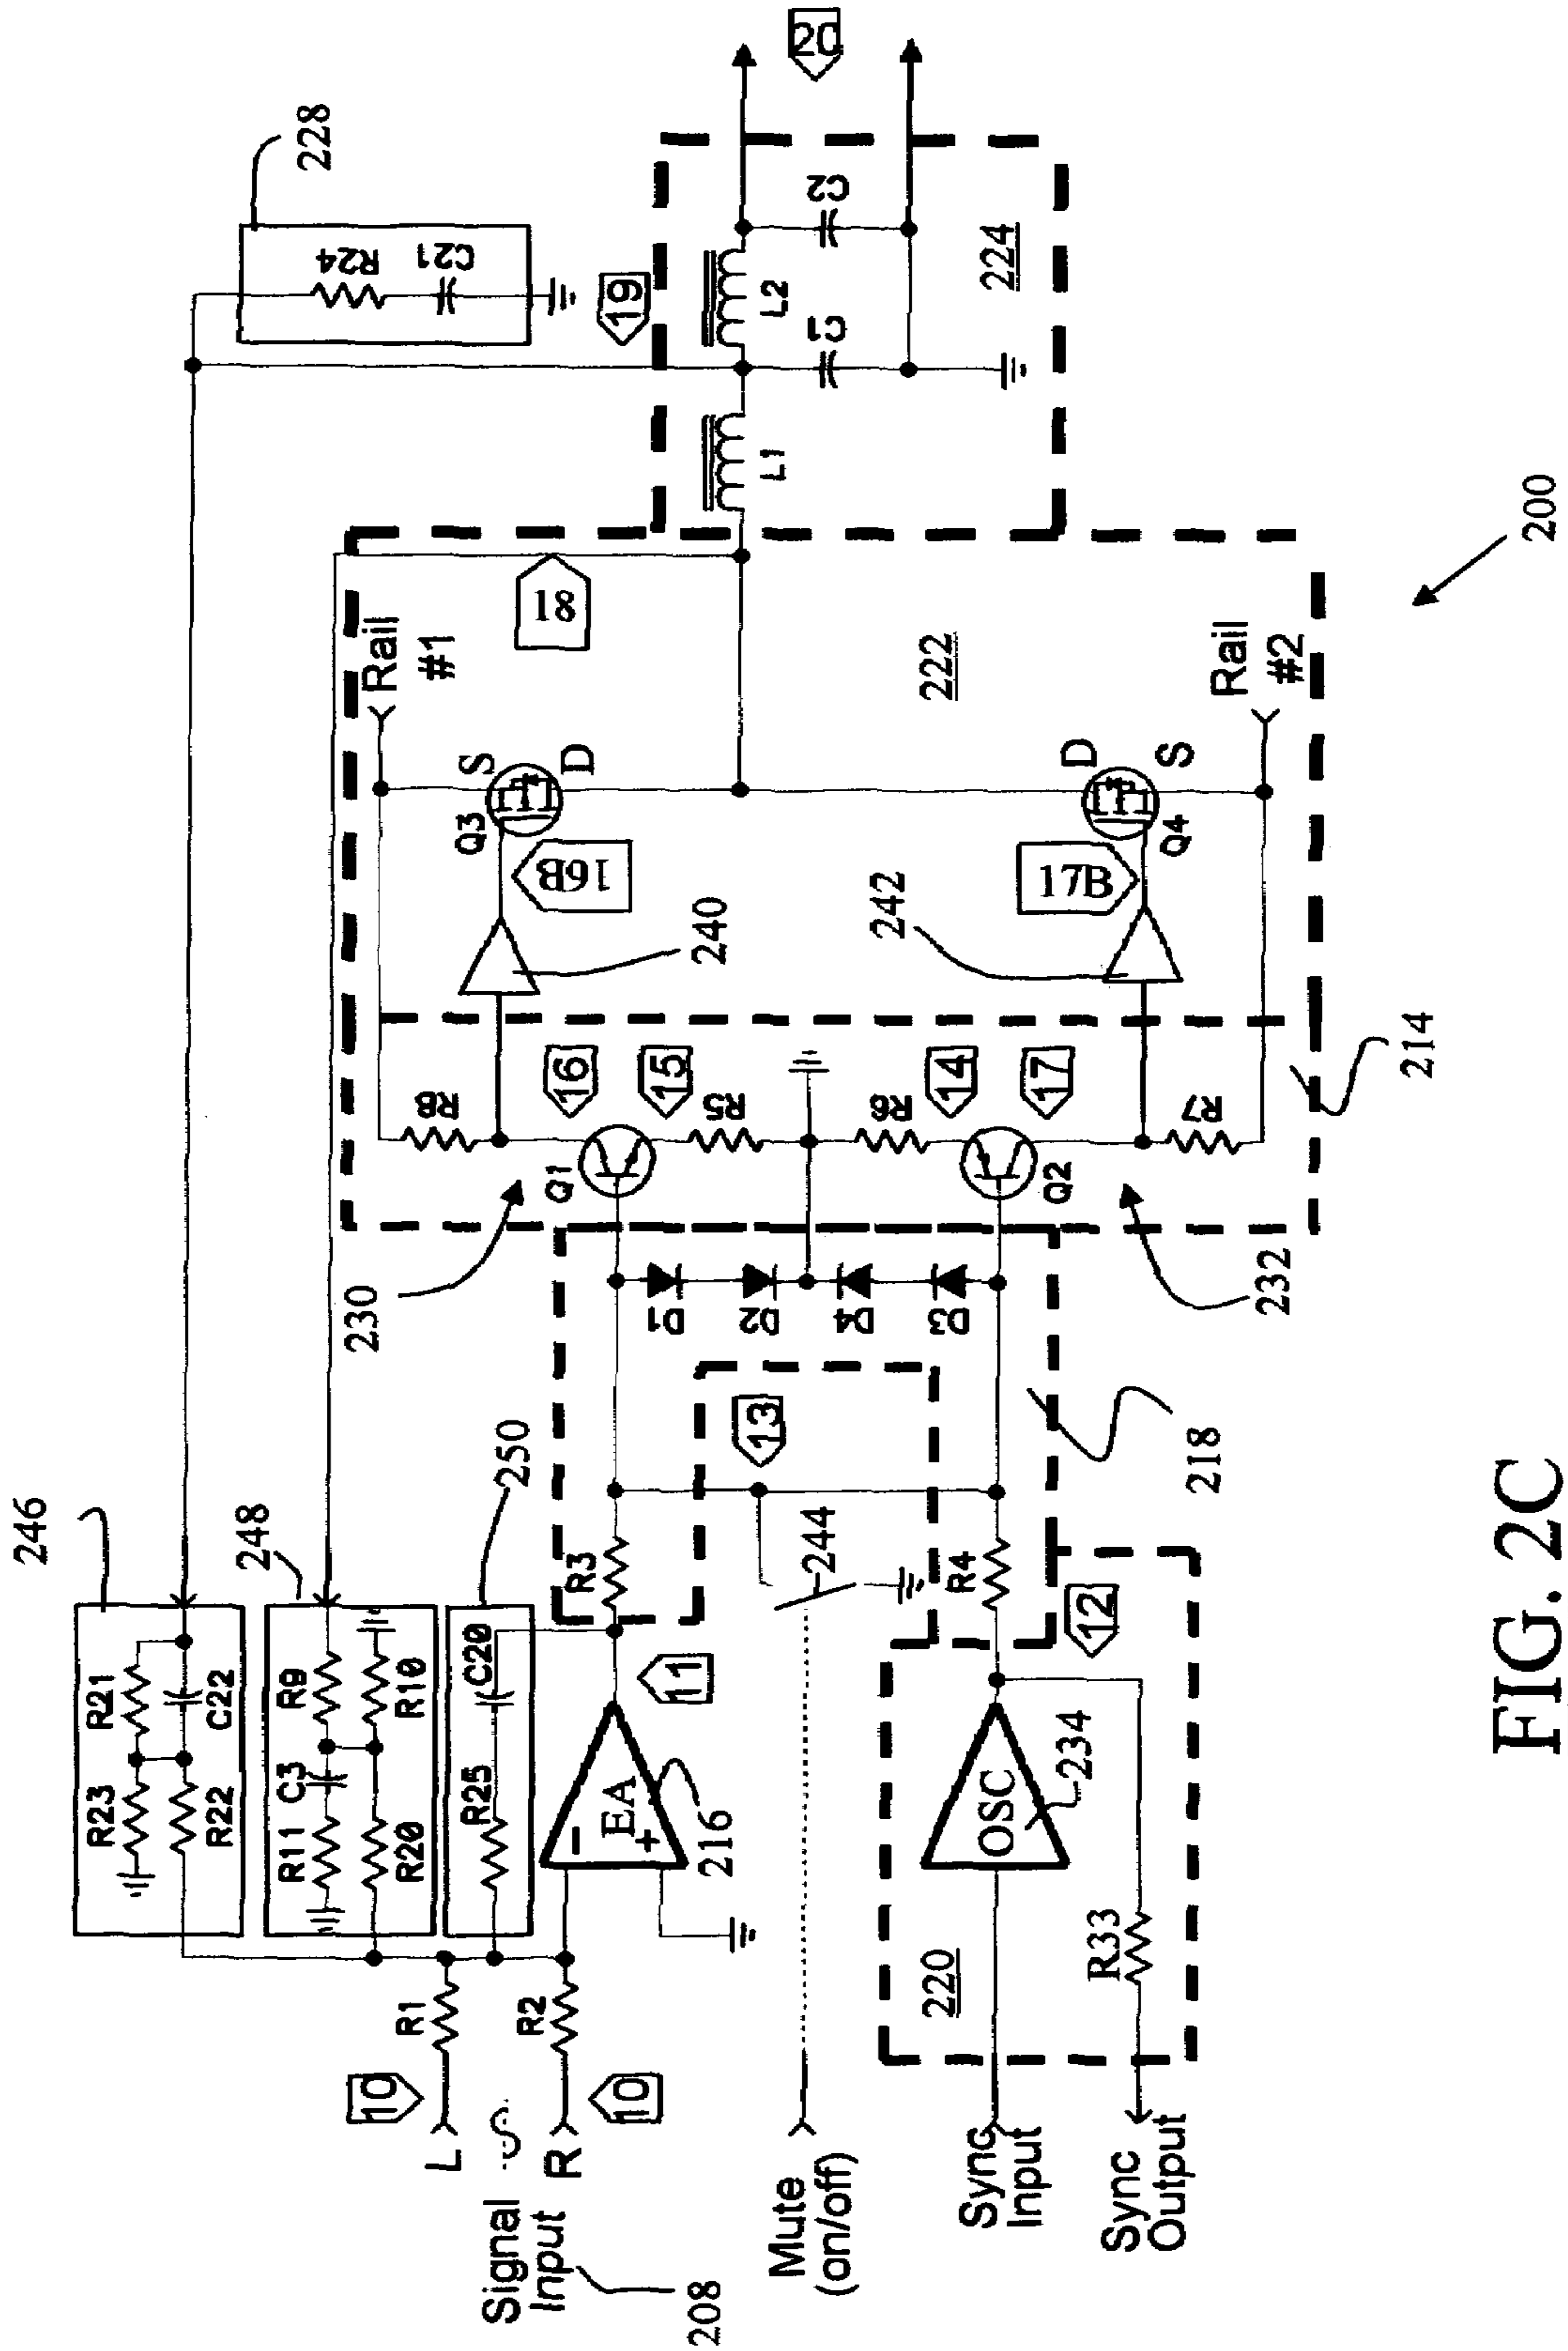 246
R21
R23
C22
R22
228
R24
C21
248
R9
C3
R11
R10
R20
250
C20
R25
19
20
L1
L2
C1
C2
224
Rail
#1
18
S
D
Q3
16B
240
222
D
S
Q4
17B
242
Rail
#2
R8
16
15
Q1
R5
R6
14
17
Q2
R7
214
230
232
D1
D2
D4
D3
218
13
244
R3
R4
12
11
EA
-
+
216
10
L
R1
S
R
R2
10
Signal
Input
208
Mute
(on/off)
OSC
234
220
R33
Sync
Input
Sync
Output
200
FIG. 2C